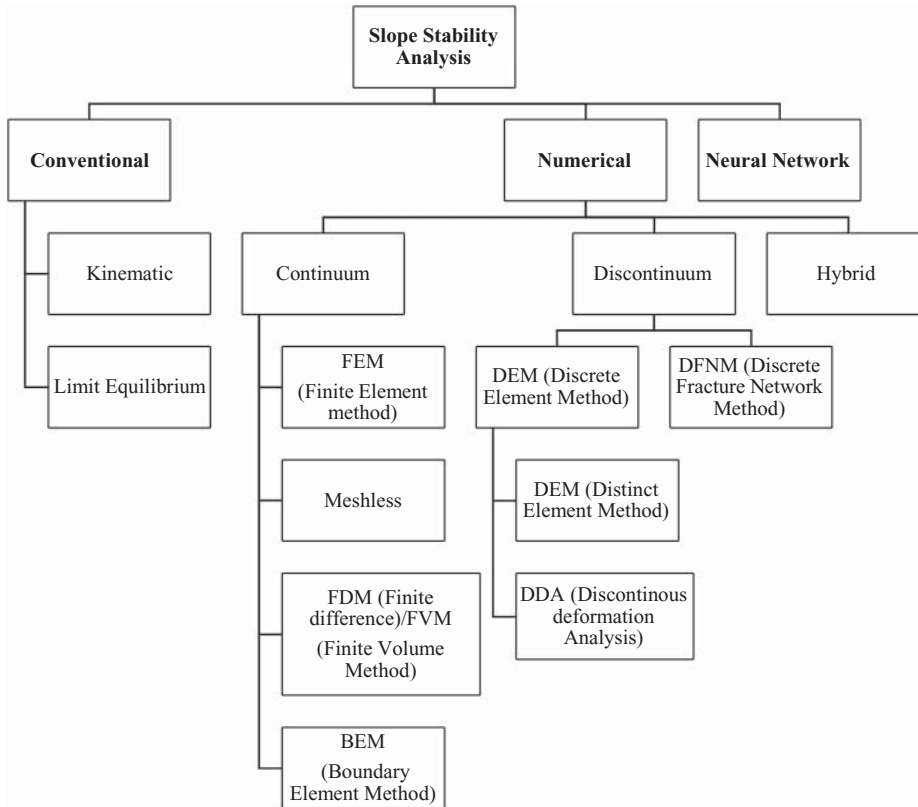 Slope Stability
Analysis
Conventional
Numerical
Neural Network
Kinematic
Continuum
Discontinuum
Hybrid
Limit Equilibrium
FEM
(Finite Element
method)
DEM (Discrete
Element Method)
DFNM (Discrete
Fracture Network
Method)
Meshless
DEM (Distinct
Element Method)
FDM (Finite
difference)/FVM
(Finite Volume
Method)
DDA (Discontinous
deformation
Analysis)
BEM
(Boundary
Element Method)